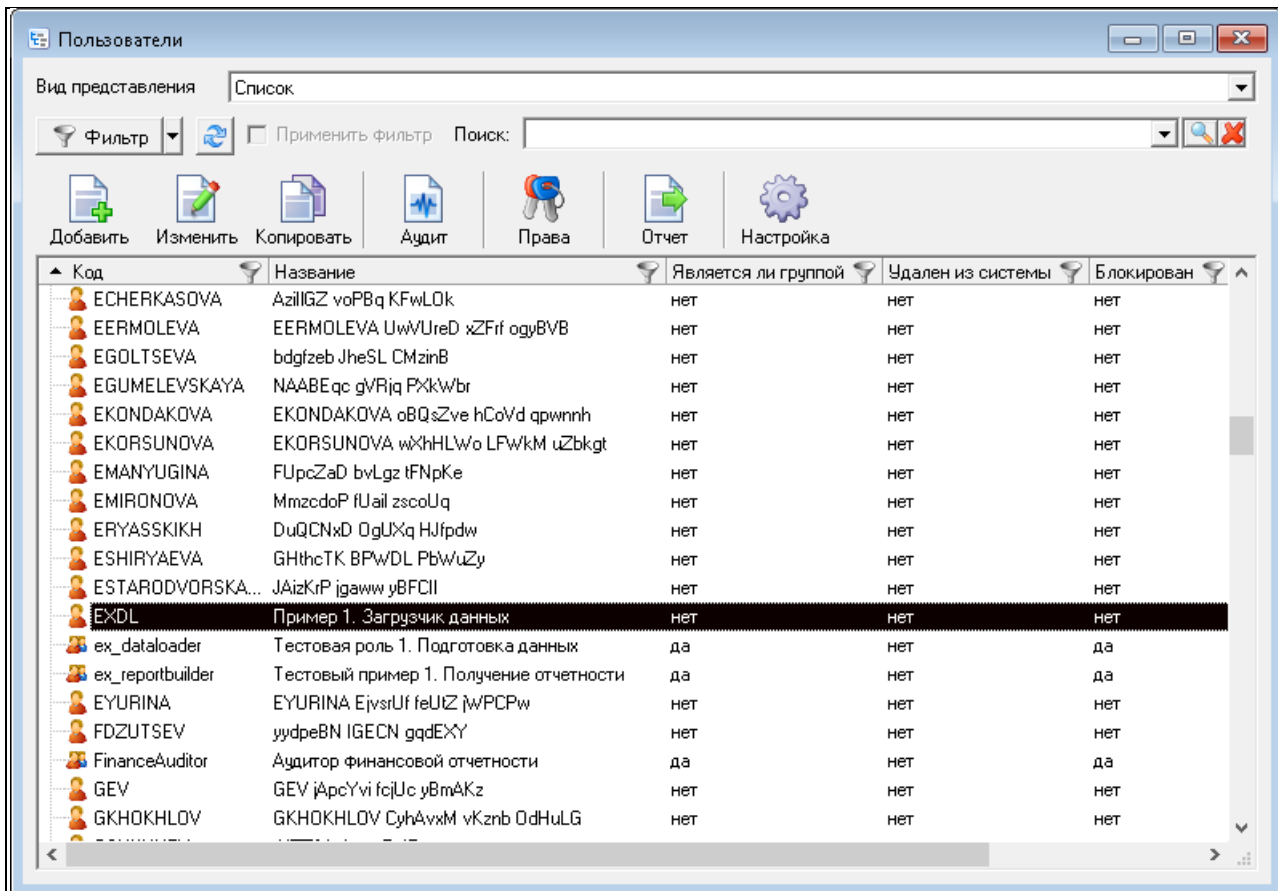 Пользователи
Вид представления Список
Фильтр Применить фильтр Поиск:
Добавить Изменить Копировать Аудит Права Отчет Настройка
Код Название Является ли группой Удален из системы Блокирован
ECHERKASOVA AzillGZ voPBq KFwLOk нет нет нет
EERMOLEVA EERMOLEVA UwVUreD xZFrf ogyBVB нет нет нет
EGOLTSEVA bdgfzeb JheSL CMzinB нет нет нет
EGUMELEVSKAYA NAABEqc gVRjq PXkWbr нет нет нет
EKONDAKOVA EKONDAKOVA oBQsZve hCoVd qpwnnh нет нет нет
EKORSUNOVA EKORSUNOVA wXhHLWo LFWkM uZbkgt нет нет нет
EMANYUGINA FUpcZaD bvLgz tFNpKe нет нет нет
EMIRONOVA MmzcdoP fUail zscoUq нет нет нет
ERYASSKIKH DuQCNxD OgUXq HJfpdw нет нет нет
ESHIRYAEVA GHthcTK BPWDL PbWuZy нет нет нет
ESTARODVORSKA... JAizKrP jgaww yBFCII нет нет нет
EXDL Пример 1. Загрузчик данных нет нет нет
ex_dataloader Тестовая роль 1. Подготовка данных да нет да
ex_reportbuilder Тестовый пример 1. Получение отчетности да нет да
EYURINA EYURINA EjvsrUf feUtZ jWPCPw нет нет нет
FDZUTSEV yydpeBN IGECN gqdEXY нет нет нет
FinanceAuditor Аудитор финансовой отчетности да нет да
GEV GEV jApcYvi fcjUc yBmAKz нет нет нет
GKHOKHLOV GKHOKHLOV CyhAvxM vKznb OdHuLG нет нет нет